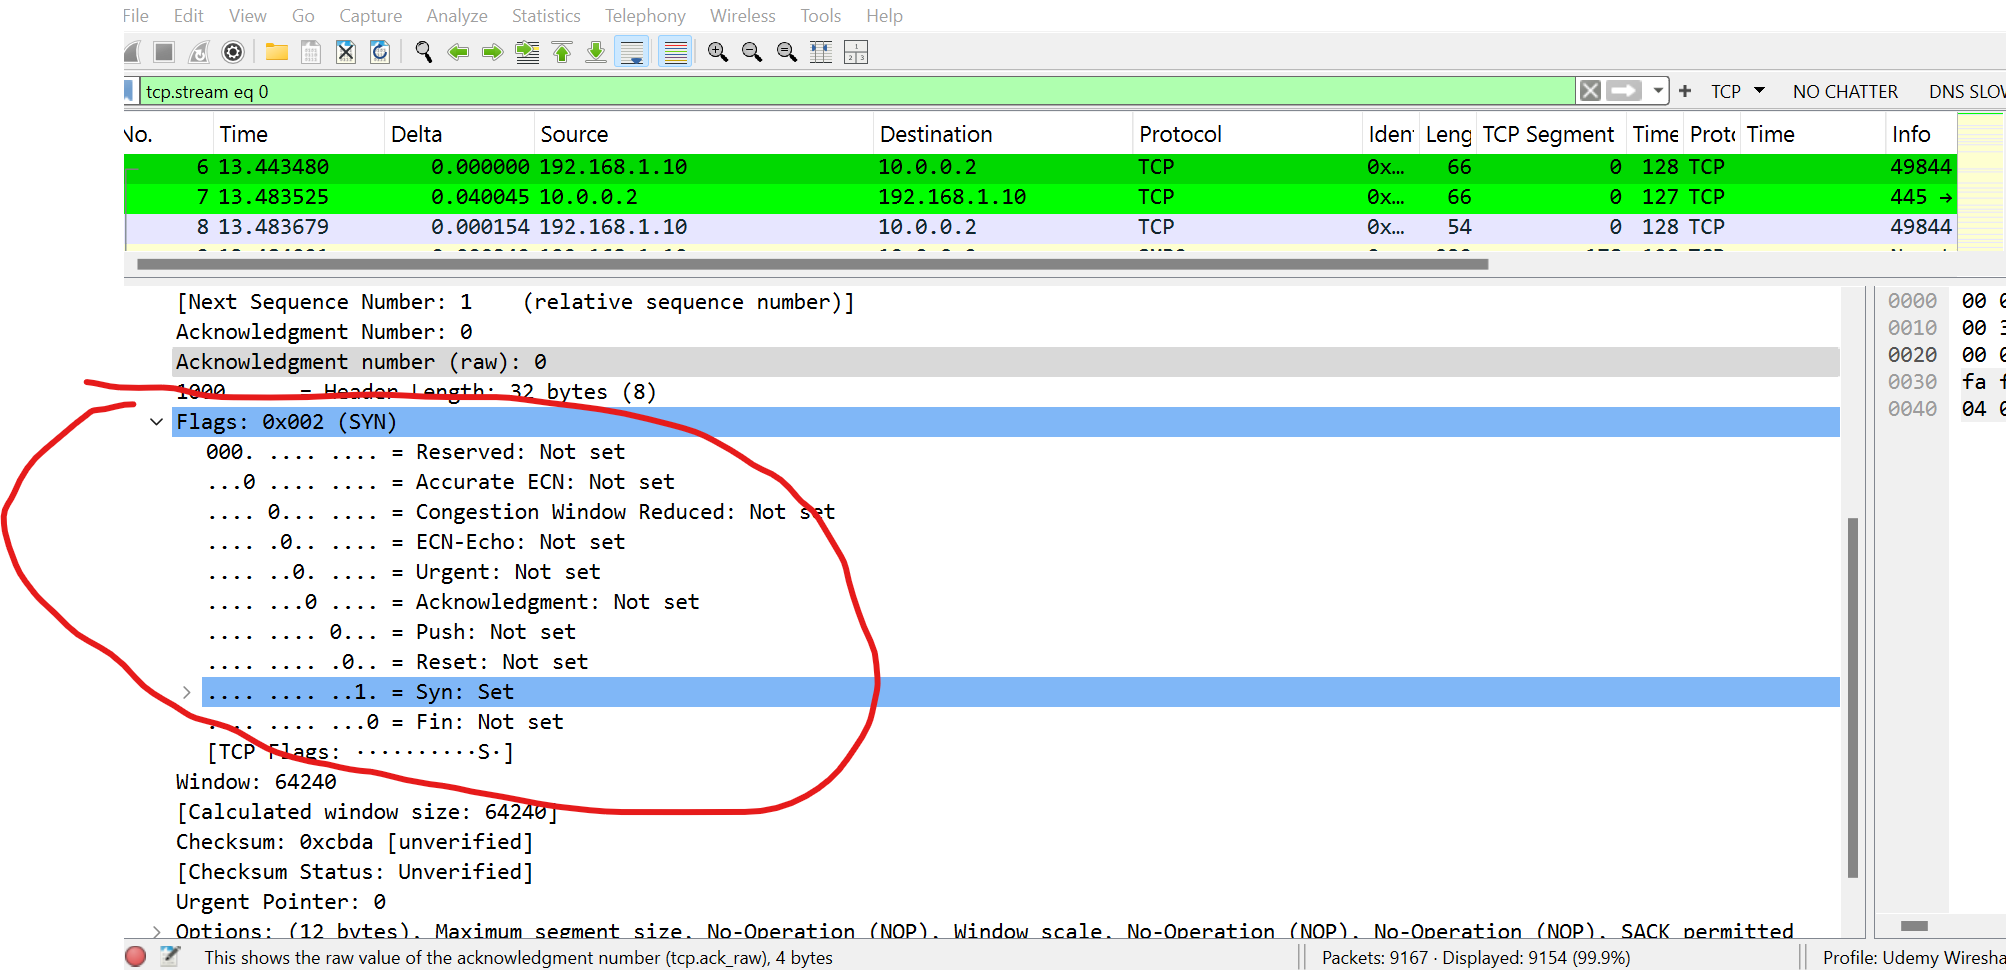 File Edit View Go Capture Analyze Statistics Telephony Wireless Tools Help
tcp.stream eq 0 + TCP NO CHATTER DNS SLOW
No. Time Delta Source Destination Protocol Iden Leng TCP Segment Time Proto Time Info
6 13.443480 0.000000 192.168.1.10 10.0.0.2 TCP 0x… 66 0 128 TCP 49844
7 13.483525 0.040045 10.0.0.2 192.168.1.10 TCP 0x… 66 0 127 TCP 445 →
8 13.483679 0.000154 192.168.1.10 10.0.0.2 TCP 0x… 54 0 128 TCP 49844
[Next Sequence Number: 1    (relative sequence number)]
Acknowledgment Number: 0
Acknowledgment number (raw): 0
1000 .... = Header Length: 32 bytes (8)
Flags: 0x002 (SYN)
000. .... .... = Reserved: Not set
...0 .... .... = Accurate ECN: Not set
.... 0... .... = Congestion Window Reduced: Not set
.... .0.. .... = ECN-Echo: Not set
.... ..0. .... = Urgent: Not set
.... ...0 .... = Acknowledgment: Not set
.... .... 0... = Push: Not set
.... .... .0.. = Reset: Not set
.... .... ..1. = Syn: Set
.... .... ...0 = Fin: Not set
[TCP Flags: ··········S·]
Window: 64240
[Calculated window size: 64240]
Checksum: 0xcbda [unverified]
[Checksum Status: Unverified]
Urgent Pointer: 0
Options: (12 bytes), Maximum segment size, No-Operation (NOP), Window scale, No-Operation (NOP), No-Operation (NOP), SACK permitted
0000 00
0010 00 3
0020 00
0030 fa f
0040 04
This shows the raw value of the acknowledgment number (tcp.ack_raw), 4 bytes
Packets: 9167 · Displayed: 9154 (99.9%)
Profile: Udemy Wiresha